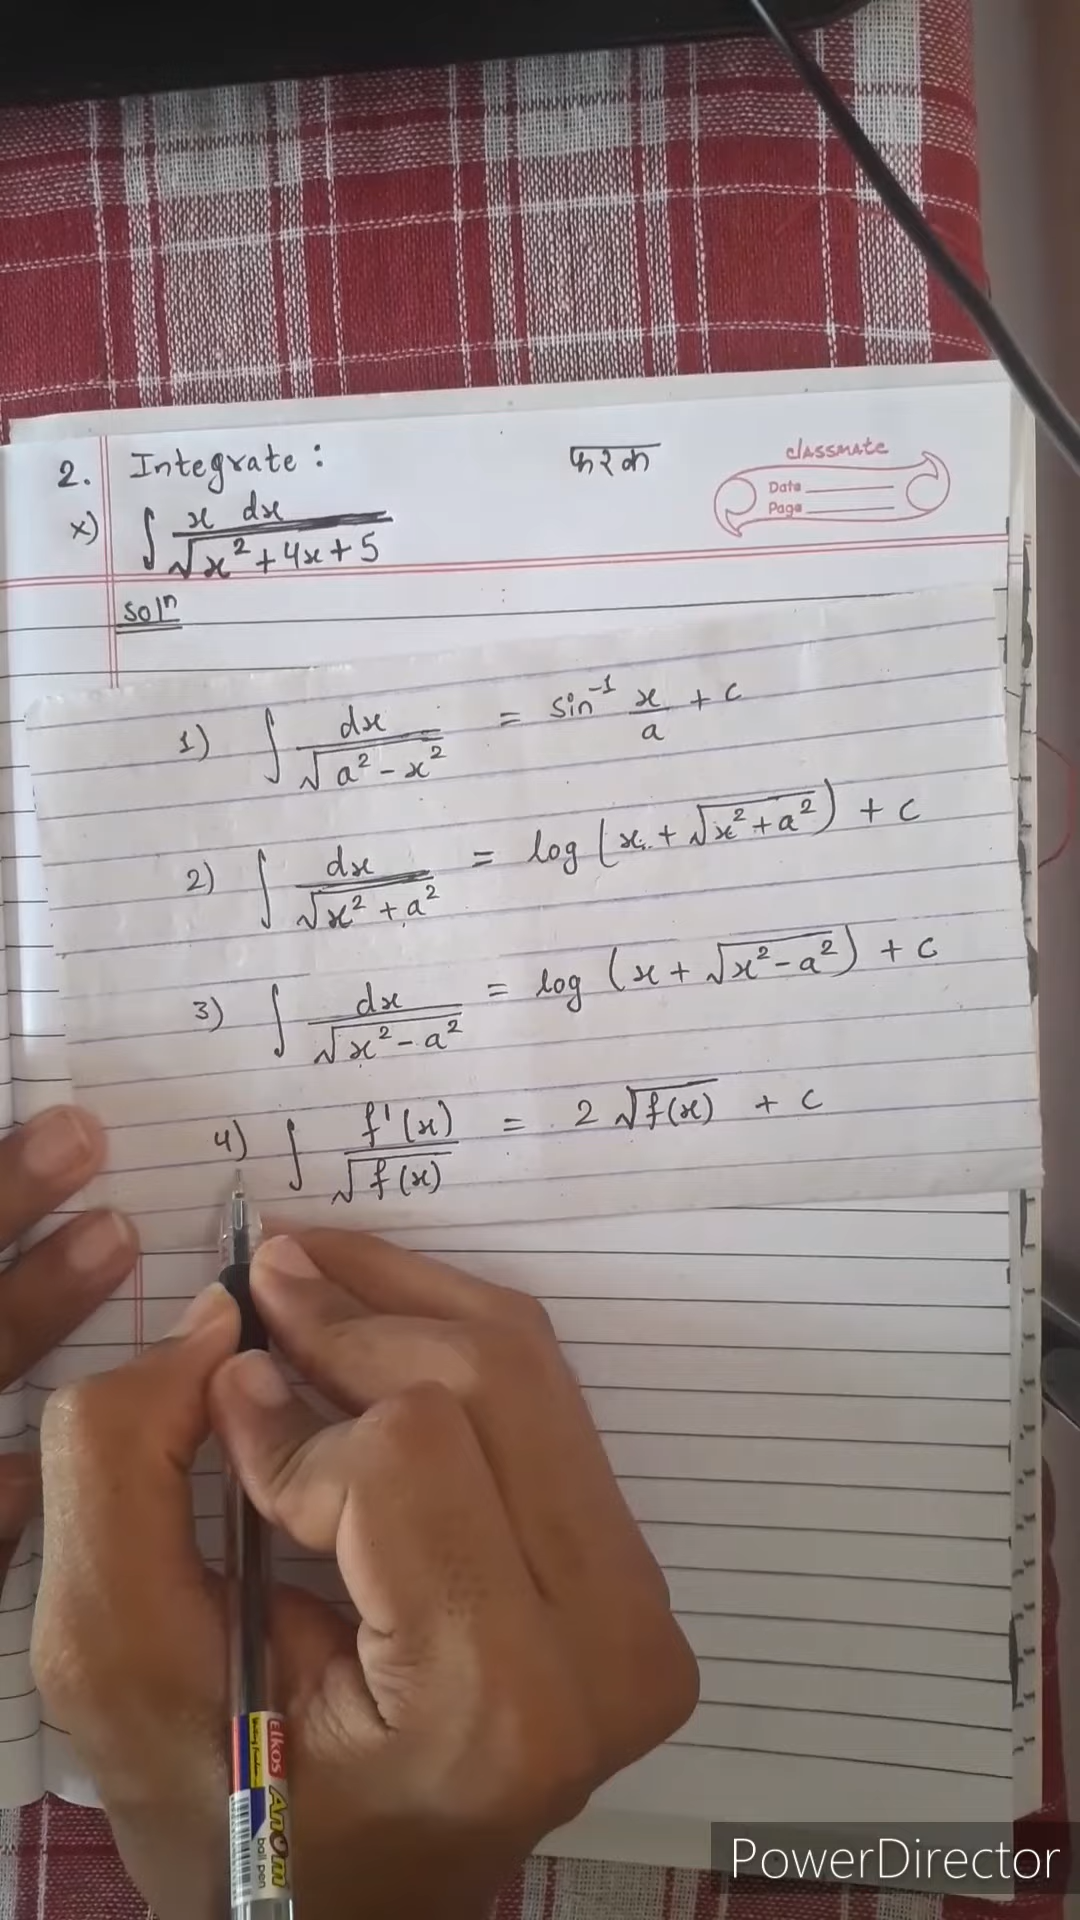 2. Integrate : फरक
classmate
Date
Page
x) ∫ x dx / √x² + 4x + 5
Solⁿ
1) ∫ dx / √a² - x² = sin⁻¹ x/a + c
2) ∫ dx / √x² + a² = log (x + √x² + a²) + c
3) ∫ dx / √x² - a² = log (x + √x² - a²) + c
4) ∫ f'(x) / √f(x) = 2 √f(x) + c
Elkos
Anom
ball pen
PowerDirector